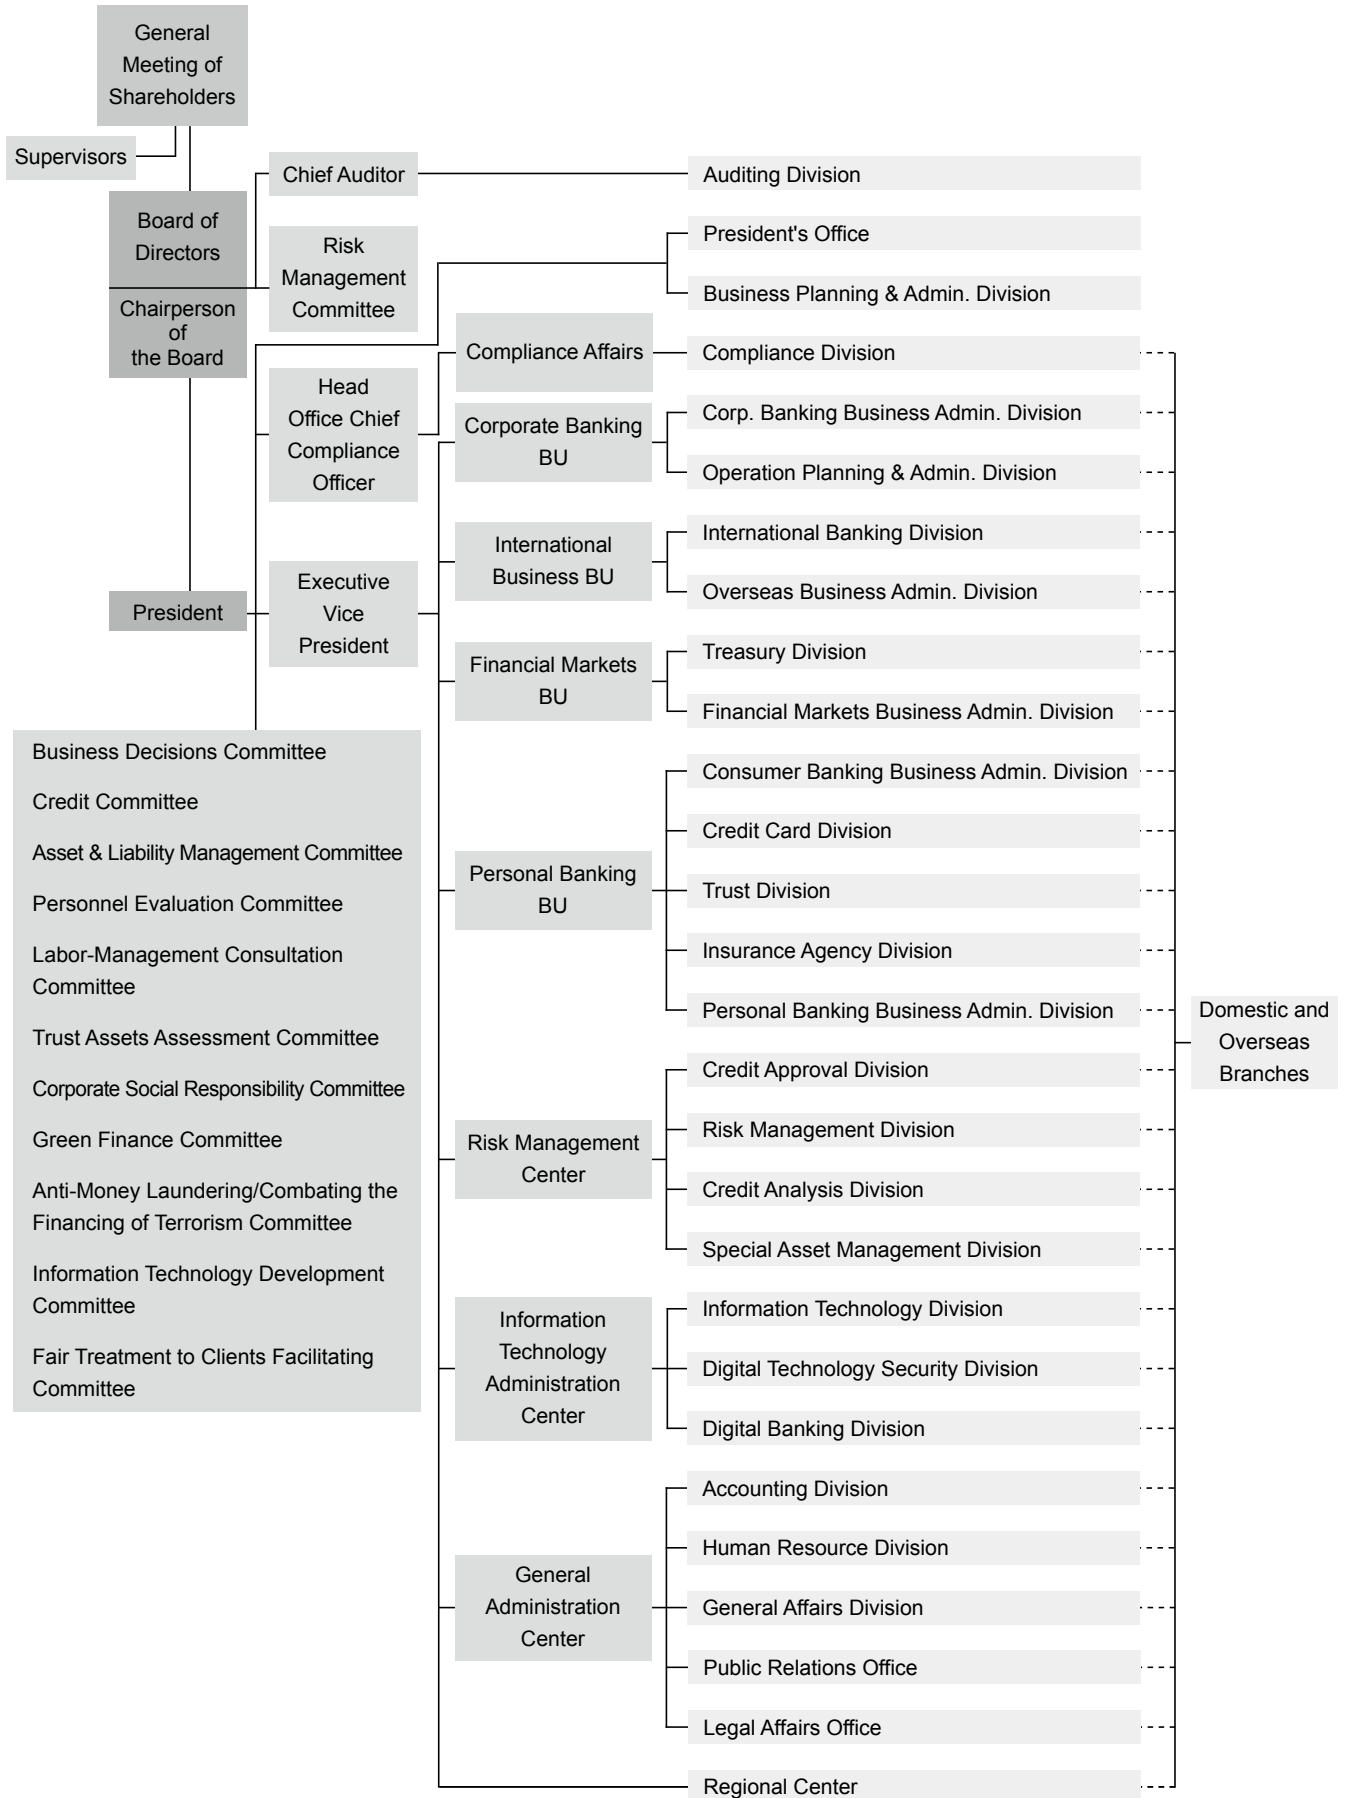 General
Meeting of
Shareholders
Supervisors
Board of
Directors
Chairperson
of
the Board
President
Chief Auditor
Risk
Management
Committee
Head
Office Chief
Compliance
Officer
Executive
Vice
President
Business Decisions Committee
Credit Committee
Asset & Liability Management Committee
Personnel Evaluation Committee
Labor-Management Consultation
Committee
Trust Assets Assessment Committee
Corporate Social Responsibility Committee
Green Finance Committee
Anti-Money Laundering/Combating the
Financing of Terrorism Committee
Information Technology Development
Committee
Fair Treatment to Clients Facilitating
Committee
Compliance Affairs
Corporate Banking
BU
International
Business BU
Financial Markets
BU
Personal Banking
BU
Risk Management
Center
Information
Technology
Administration
Center
General
Administration
Center
Auditing Division
President's Office
Business Planning & Admin. Division
Compliance Division
Corp. Banking Business Admin. Division
Operation Planning & Admin. Division
International Banking Division
Overseas Business Admin. Division
Treasury Division
Financial Markets Business Admin. Division
Consumer Banking Business Admin. Division
Credit Card Division
Trust Division
Insurance Agency Division
Personal Banking Business Admin. Division
Credit Approval Division
Risk Management Division
Credit Analysis Division
Special Asset Management Division
Information Technology Division
Digital Technology Security Division
Digital Banking Division
Accounting Division
Human Resource Division
General Affairs Division
Public Relations Office
Legal Affairs Office
Regional Center
Domestic and
Overseas
Branches